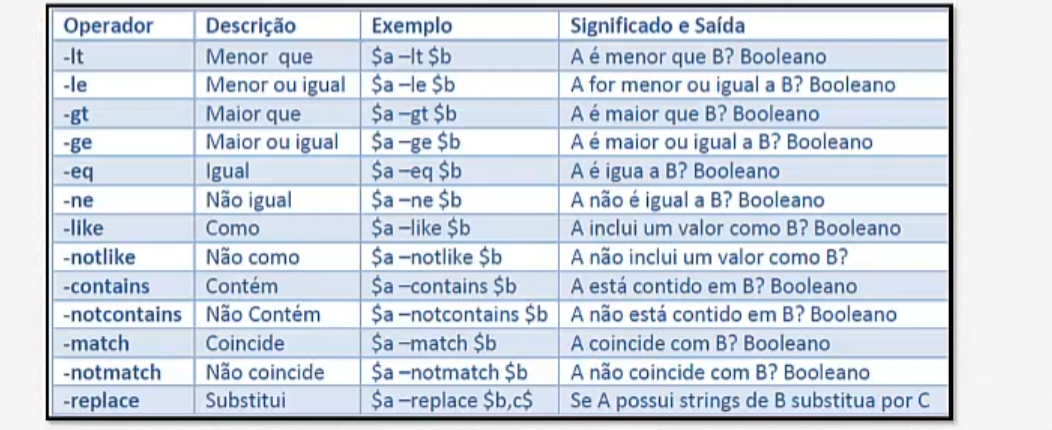 Operador Descrição Exemplo Significado e Saída
-lt Menor que $a –lt $b A é menor que B? Booleano
-le Menor ou igual $a –le $b A for menor ou igual a B? Booleano
-gt Maior que $a –gt $b A é maior que B? Booleano
-ge Maior ou igual $a –ge $b A é maior ou igual a B? Booleano
-eq Igual $a –eq $b A é igua a B? Booleano
-ne Não igual $a –ne $b A não é igual a B? Booleano
-like Como $a –like $b A inclui um valor como B? Booleano
-notlike Não como $a –notlike $b A não inclui um valor como B?
-contains Contém $a –contains $b A está contido em B? Booleano
-notcontains Não Contém $a –notcontains $b A não está contido em B? Booleano
-match Coincide $a –match $b A coincide com B? Booleano
-notmatch Não coincide $a –notmatch $b A não coincide com B? Booleano
-replace Substitui $a –replace $b,c$ Se A possui strings de B substitua por C